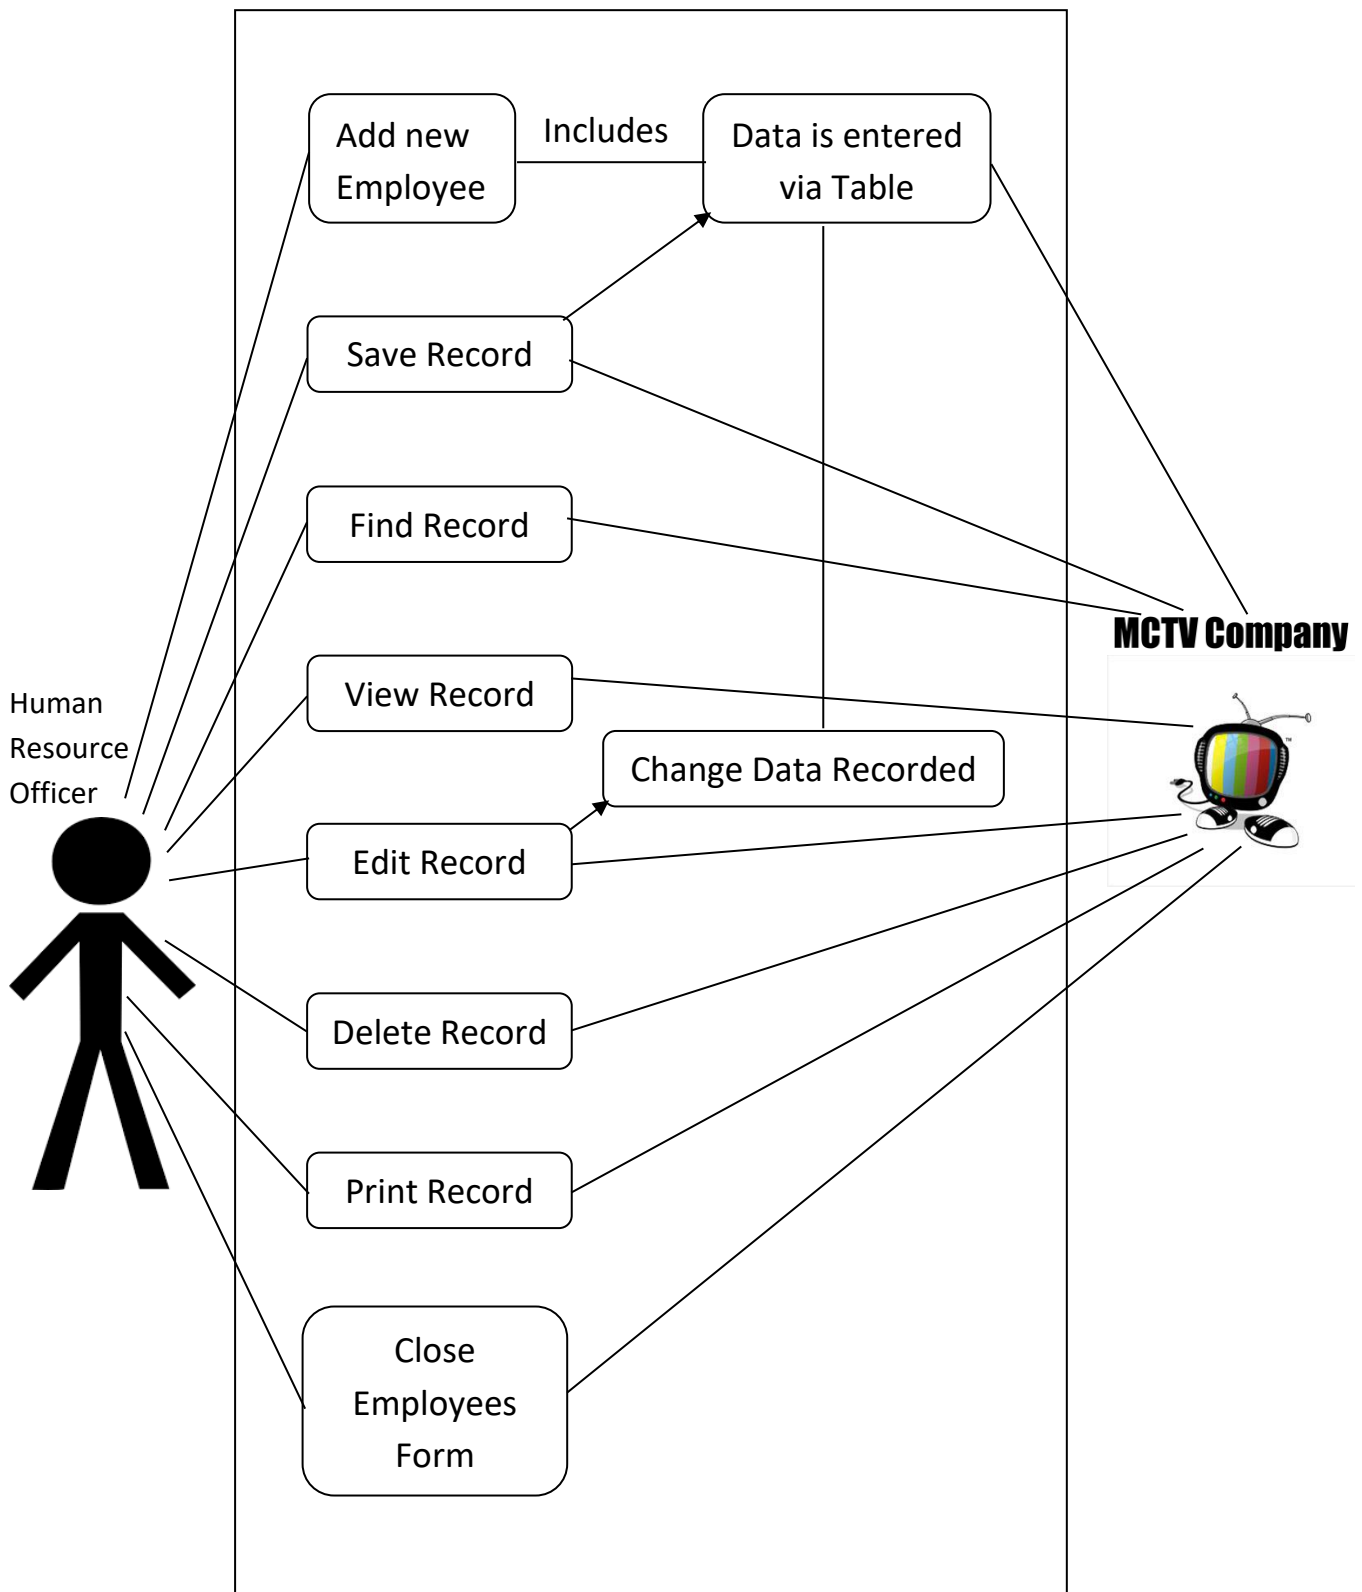 Add new
Employee
Includes
Data is entered
via Table
Save Record
Find Record
MCTV Company
View Record
Human
Resource
Officer
TM
Change Data Recorded
Edit Record
Delete Record
Print Record
Close
Employees
Form